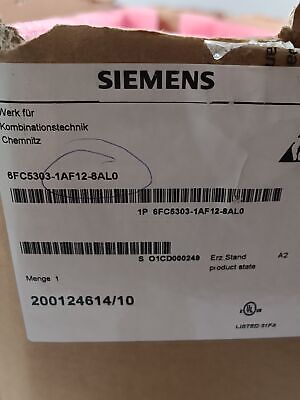 SIEMENS
Werk für
Kombinationstechnik
Chemnitz
6FC5303-1AF12-8AL0
1P 6FC5303-1AF12-8AL0
S O1CD000249 Erz Stand A2
product state
Menge 1
200124614/10
UL
LISTED